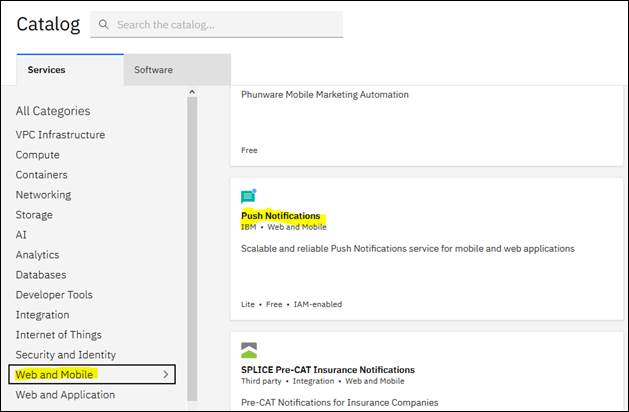 Catalog
Search the catalog...
Services
Software
All Categories
VPC Infrastructure
Compute
Containers
Networking
Storage
AI
Analytics
Databases
Developer Tools
Integration
Internet of Things
Security and Identity
Web and Mobile
Web and Application
Phunware Mobile Marketing Automation
Free
Push Notifications
IBM • Web and Mobile
Scalable and reliable Push Notifications service for mobile and web applications
Lite • Free • IAM-enabled
SPLICE Pre-CAT Insurance Notifications
Third party • Integration • Web and Mobile
Pre-CAT Notifications for Insurance Companies